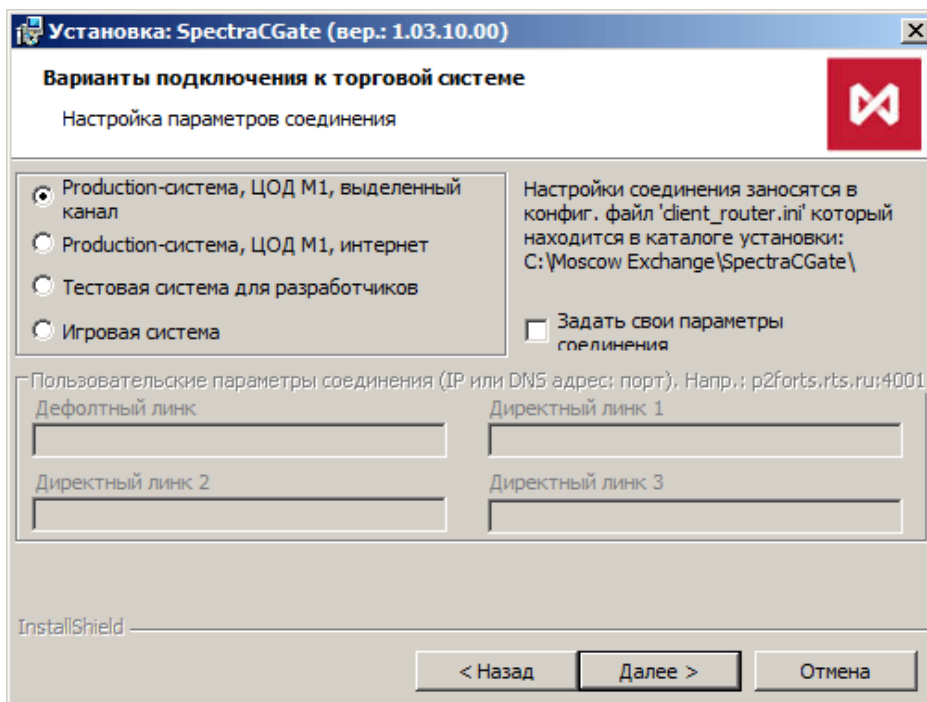 Установка: SpectraCGate (вер.: 1.03.10.00)
Варианты подключения к торговой системе
Настройка параметров соединения
Production-система, ЦОД М1, выделенный
канал
Production-система, ЦОД М1, интернет
Тестовая система для разработчиков
Игровая система
Настройки соединения заносятся в
конфиг. файл 'client_router.ini' который
находится в каталоге установки:
C:\Moscow Exchange\SpectraCGate\
Задать свои параметры
соединения
Пользовательские параметры соединения (IP или DNS адрес: порт). Напр.: p2forts.rts.ru:4001
Дефолтный линк
Директный линк 1
Директный линк 2
Директный линк 3
InstallShield
< Назад
Далее >
Отмена